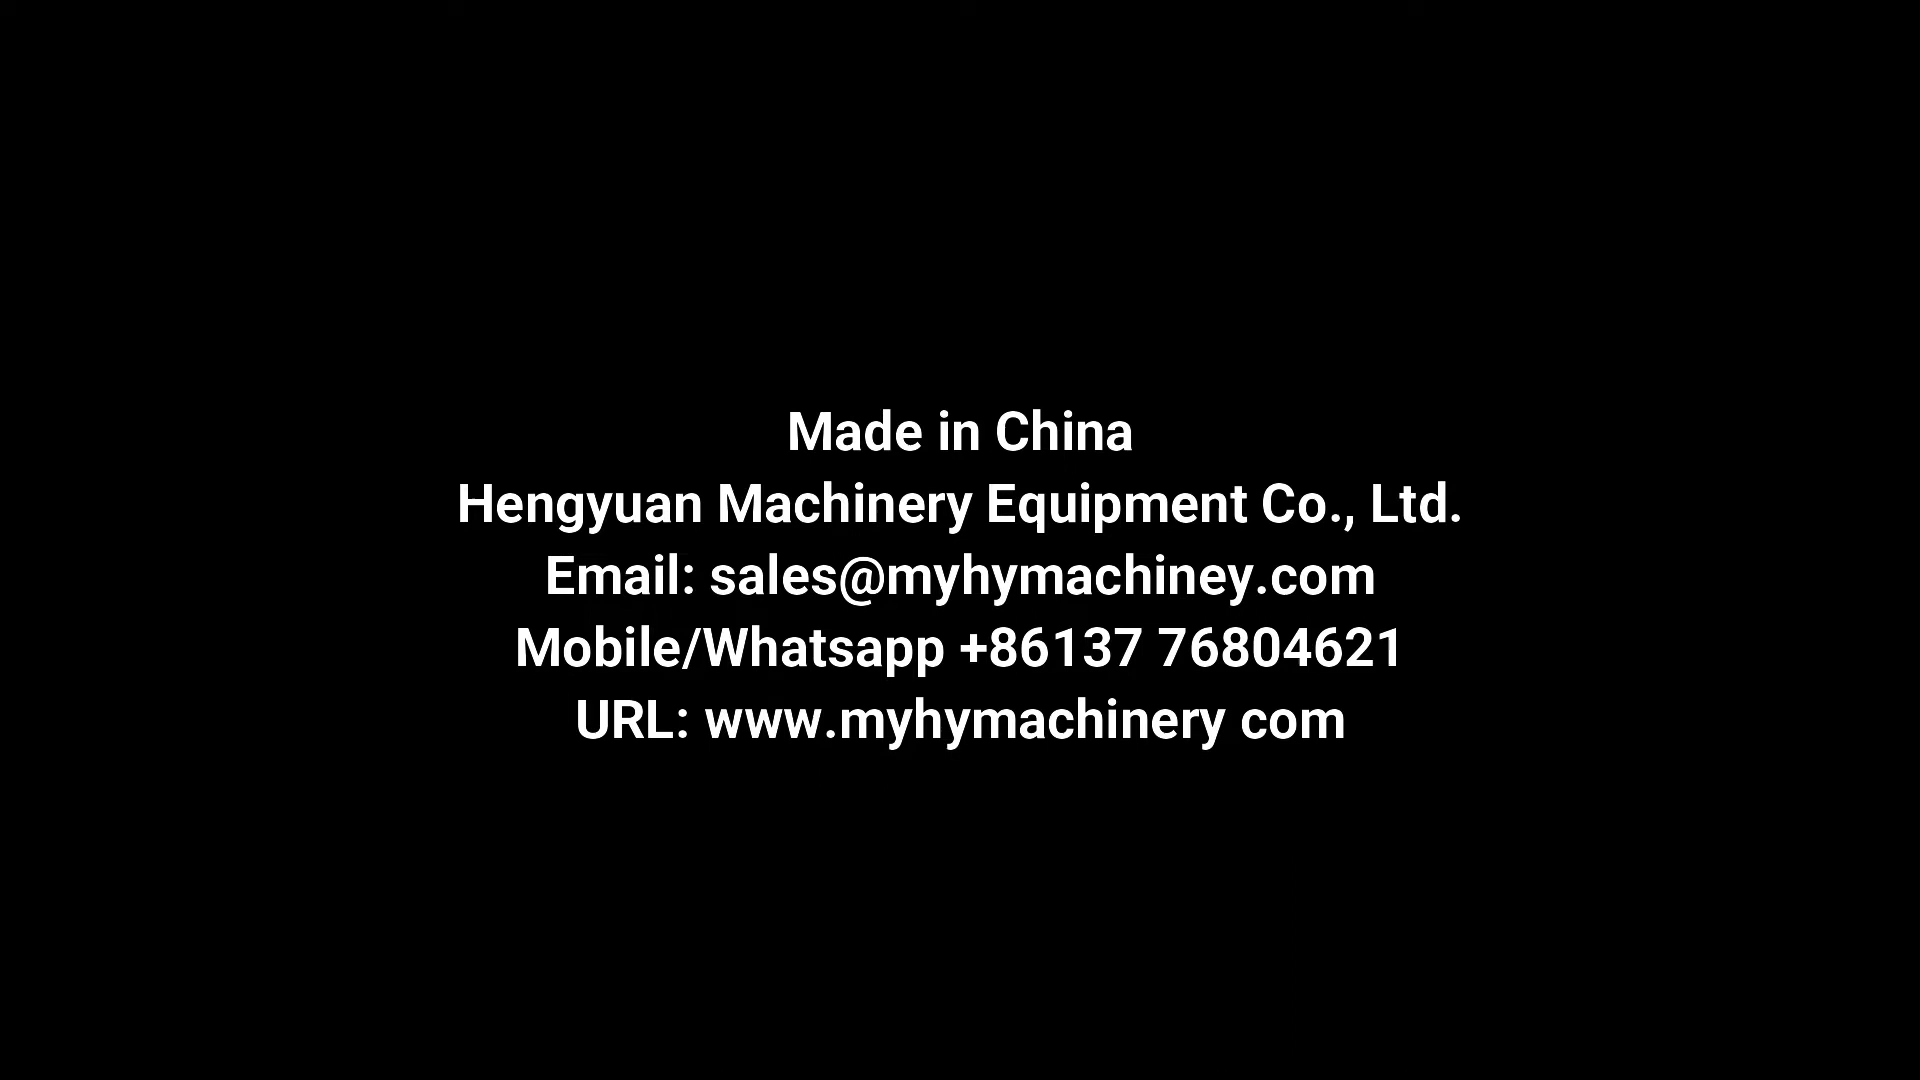 Made in China
Hengyuan Machinery Equipment Co., Ltd.
Email: sales@myhymachiney.com
Mobile/Whatsapp +86137 76804621
URL: www.myhymachinery com